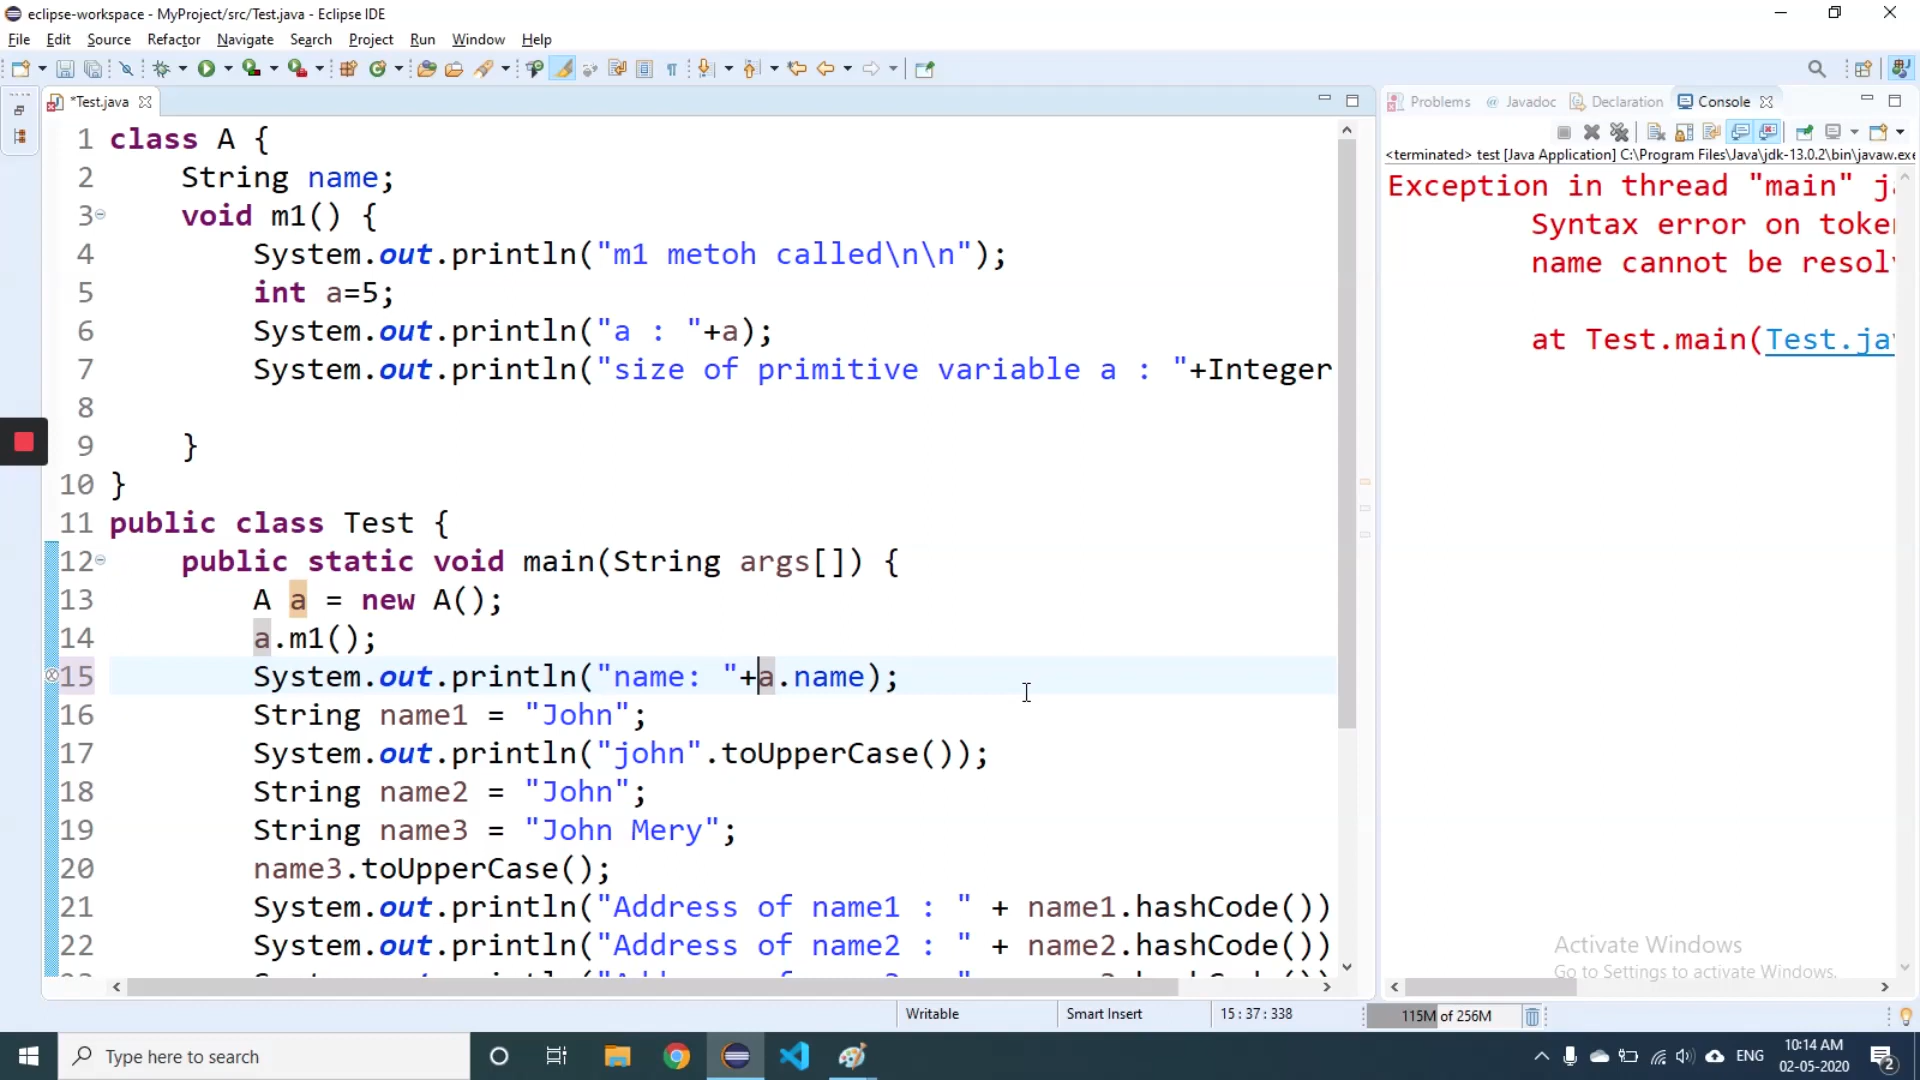 eclipse-workspace - MyProject/src/Test.java - Eclipse IDE
File Edit Source Refactor Navigate Search Project Run Window Help
*Test.java
Problems @ Javadoc Declaration Console
<terminated> test [Java Application] C:\Program Files\Java\jdk-13.0.2\bin\javaw.exe
1 class A {
2 String name;
3 void m1() {
4 System.out.println("m1 metoh called\n\n");
5 int a=5;
6 System.out.println("a : "+a);
7 System.out.println("size of primitive variable a : "+Integer
8
9 }
10 }
11 public class Test {
12 public static void main(String args[]) {
13 A a = new A();
14 a.m1();
15 System.out.println("name: "+a.name);
16 String name1 = "John";
17 System.out.println("john".toUpperCase());
18 String name2 = "John";
19 String name3 = "John Mery";
20 name3.toUpperCase();
21 System.out.println("Address of name1 : " + name1.hashCode())
22 System.out.println("Address of name2 : " + name2.hashCode())
Exception in thread "main" ja
Syntax error on token
name cannot be resolv
at Test.main(Test.jav
Activate Windows
Go to Settings to activate Windows.
Writable Smart Insert 15 : 37 : 338 115M of 256M
Type here to search
ENG
10:14 AM
02-05-2020
2